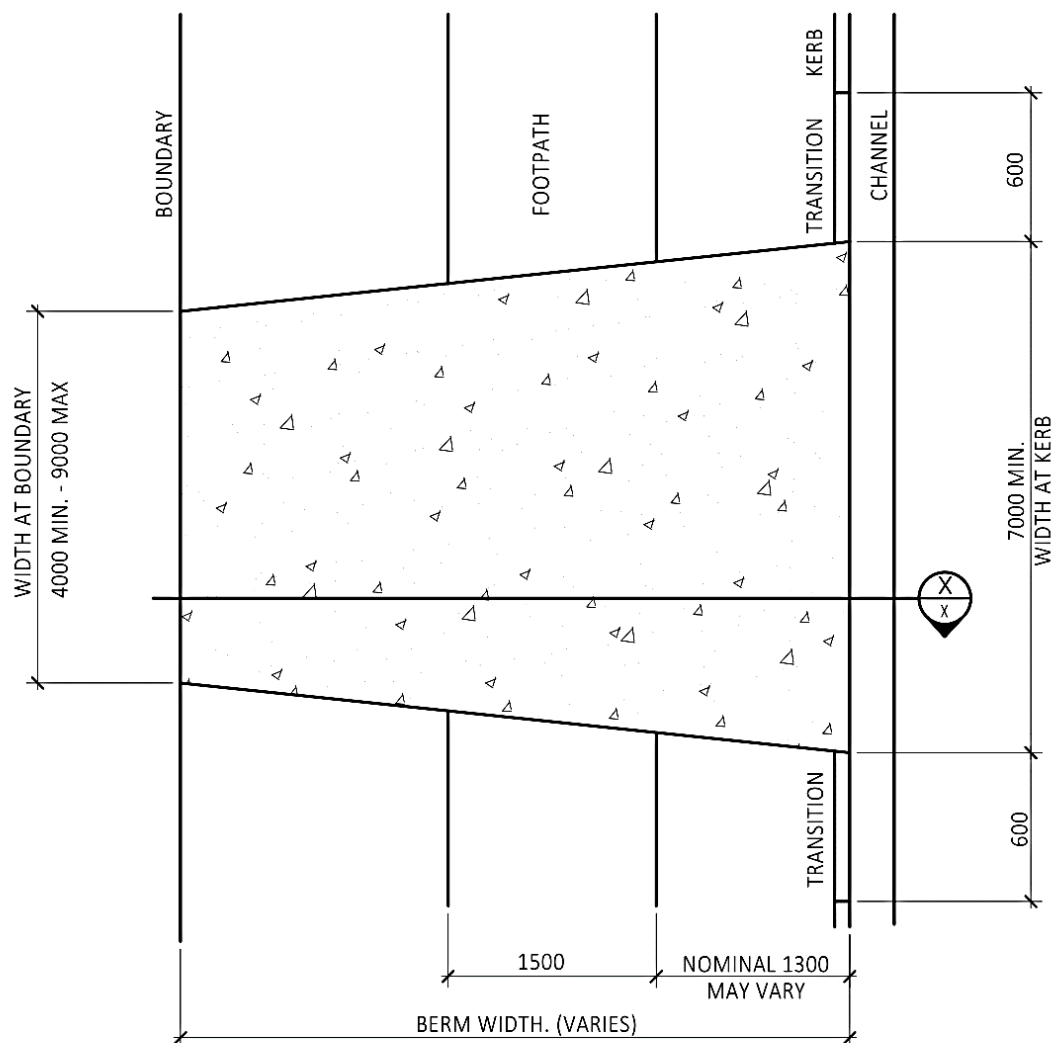 BOUNDARY
FOOTPATH
TRANSITION
KERB
CHANNEL
600
WIDTH AT BOUNDARY
4000 MIN. - 9000 MAX
7000 MIN.
WIDTH AT KERB
X
X
TRANSITION
600
1500
NOMINAL 1300
MAY VARY
BERM WIDTH. (VARIES)